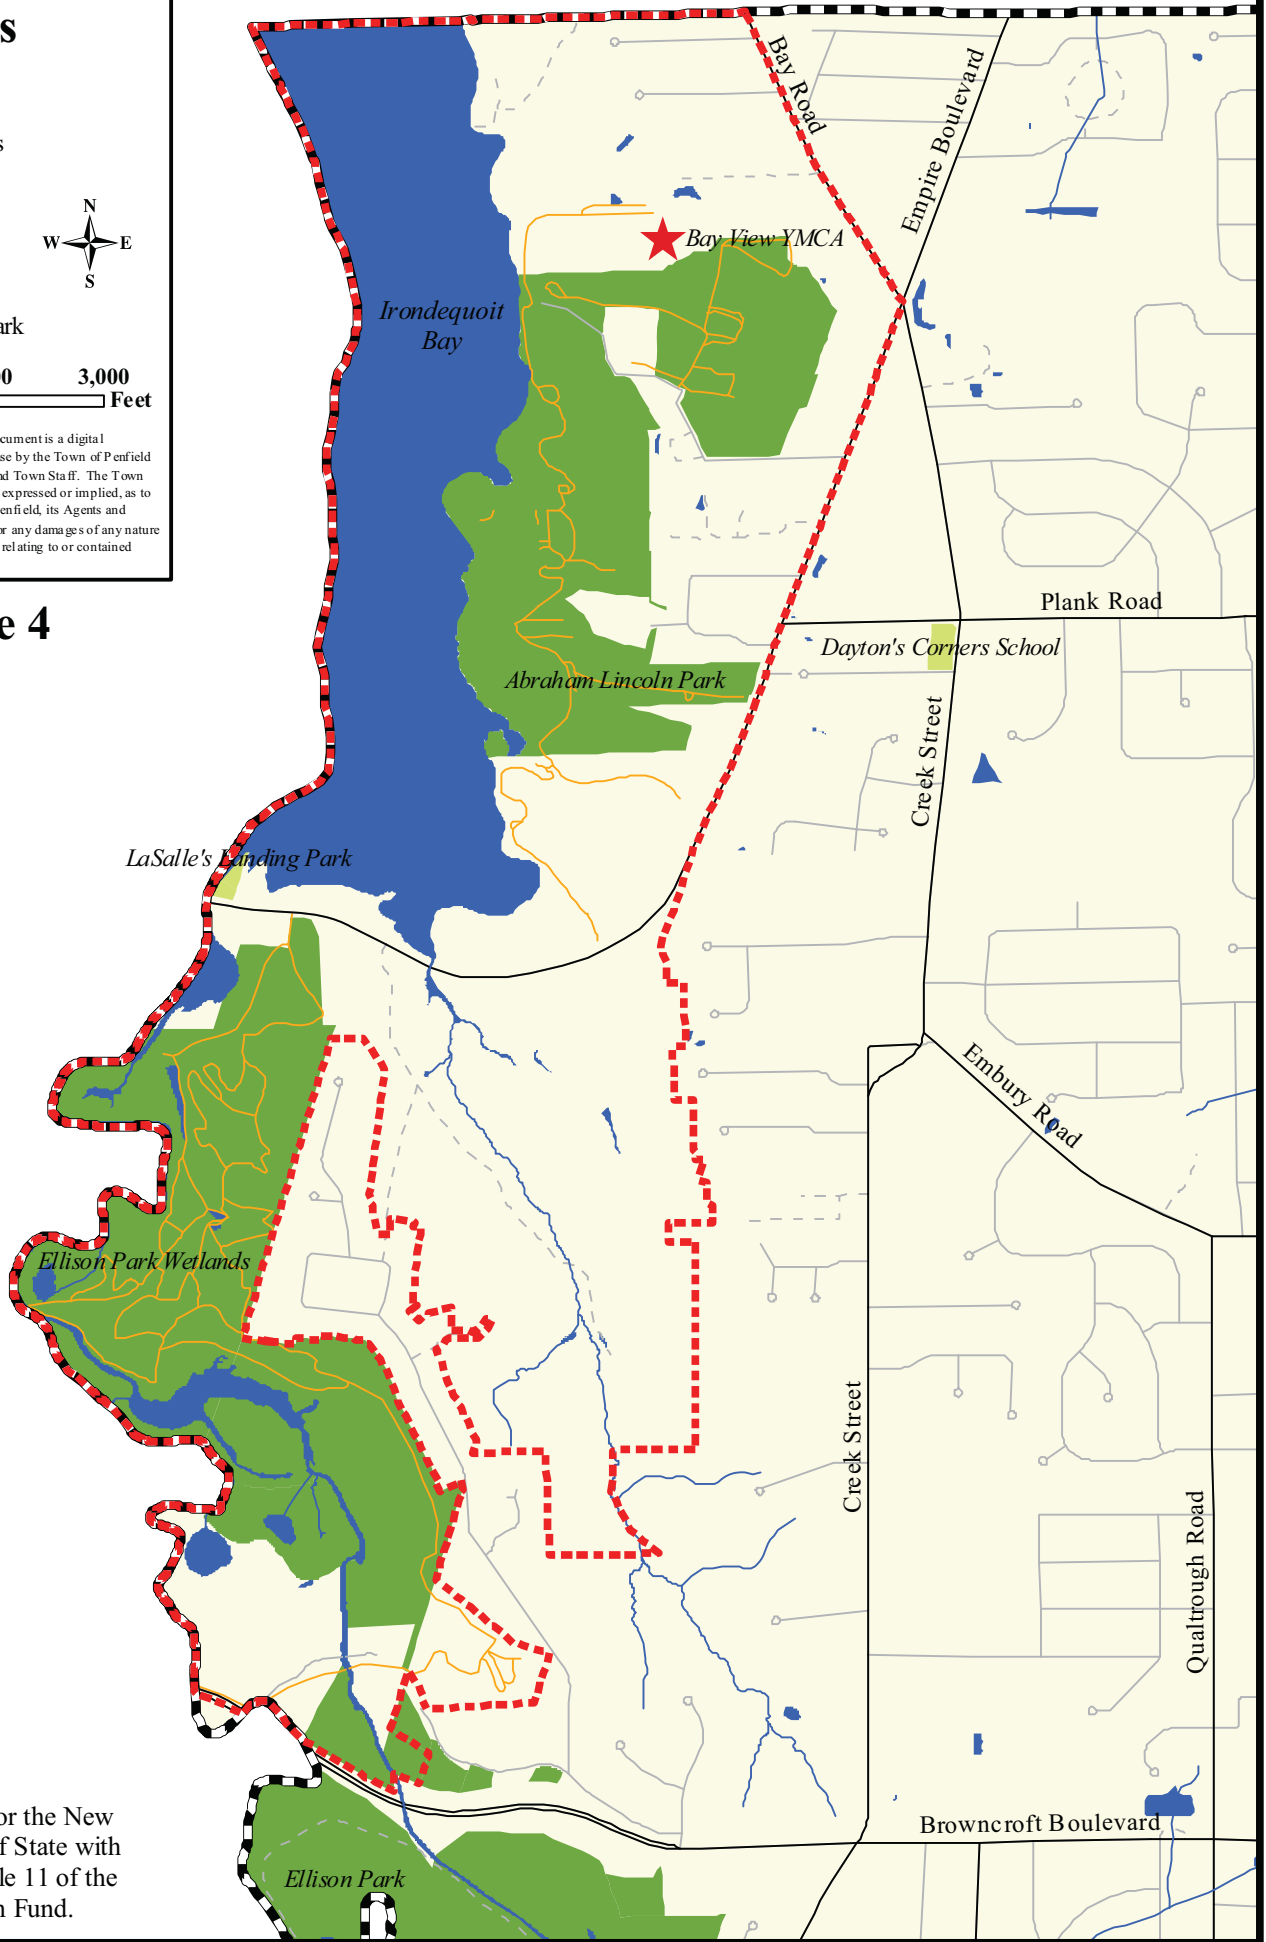 N
W E
S
3,000
Feet
cument is a digital
se by the Town of Penfield
nd Town Staff. The Town
expressed or implied, as to
enfield, its Agents and
or any damages of any nature
relating to or contained
e 4
Bay Road
Empire Boulevard
Bay View YMCA
Irondequoit
Bay
Plank Road
Dayton's Corners School
Abraham Lincoln Park
Creek Street
LaSalle's Landing Park
Embury Road
Ellison Park Wetlands
Creek Street
Qualtrough Road
or the New
f State with
le 11 of the
n Fund.
Browncroft Boulevard
Ellison Park